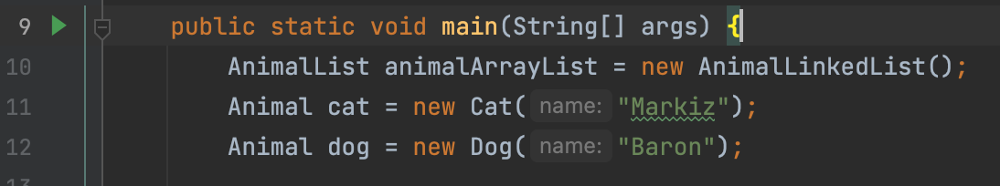 9 public static void main(String[] args) {
10 AnimalList animalArrayList = new AnimalLinkedList();
11 Animal cat = new Cat( name: "Markiz");
12 Animal dog = new Dog( name: "Baron");
13